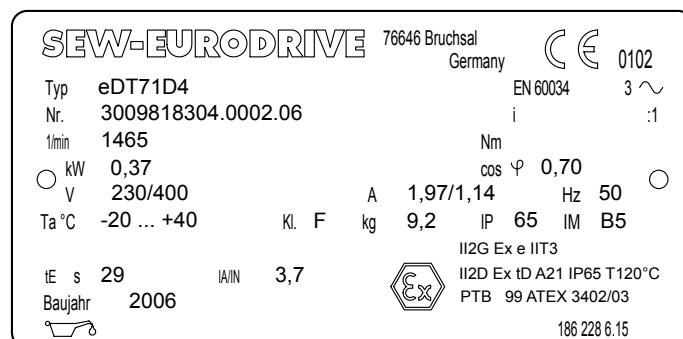 SEW-EURODRIVE 76646 Bruchsal
Germany CE 0102
Typ eDT71D4 EN 60034 3 ~
Nr. 3009818304.0002.06 i :1
1/min 1465 Nm
kW 0,37 cos φ 0,70
V 230/400 A 1,97/1,14 Hz 50
Ta °C -20 ... +40 Kl. F kg 9,2 IP 65 IM B5
II2G Ex e IIT3
tE s 29 IA/IN 3,7 Ex II2D Ex tD A21 IP65 T120°C
Baujahr 2006 PTB 99 ATEX 3402/03
186 228 6.15